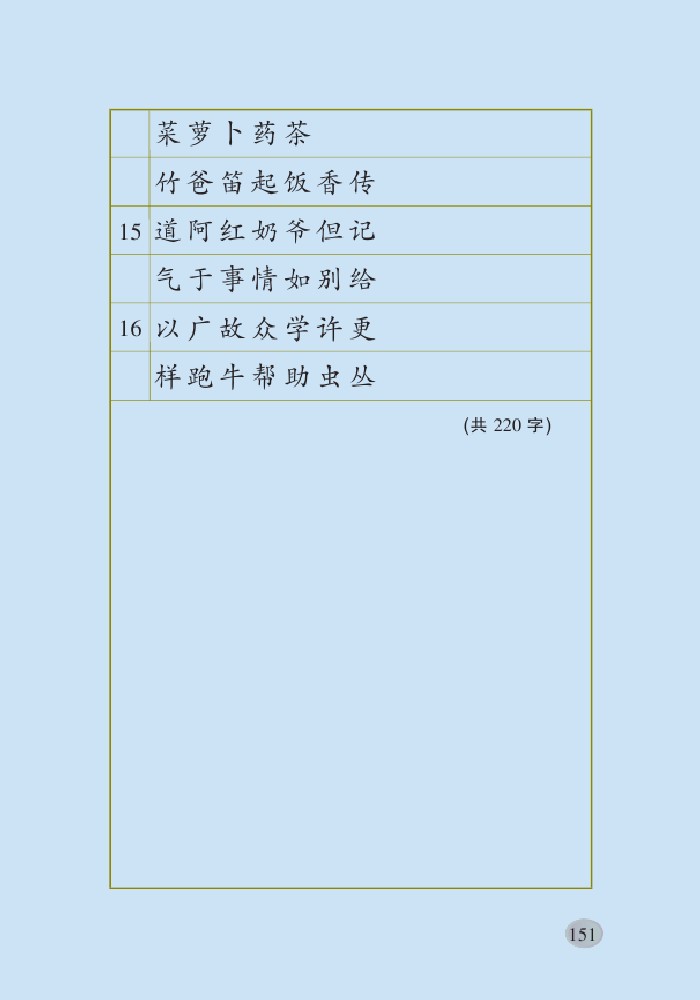 菜萝卜药茶
竹爸笛起饭香传
15 道阿红奶爷但记
气于事情如别给
16 以广故众学许更
样跑牛帮助虫丛
(共 220 字)
151